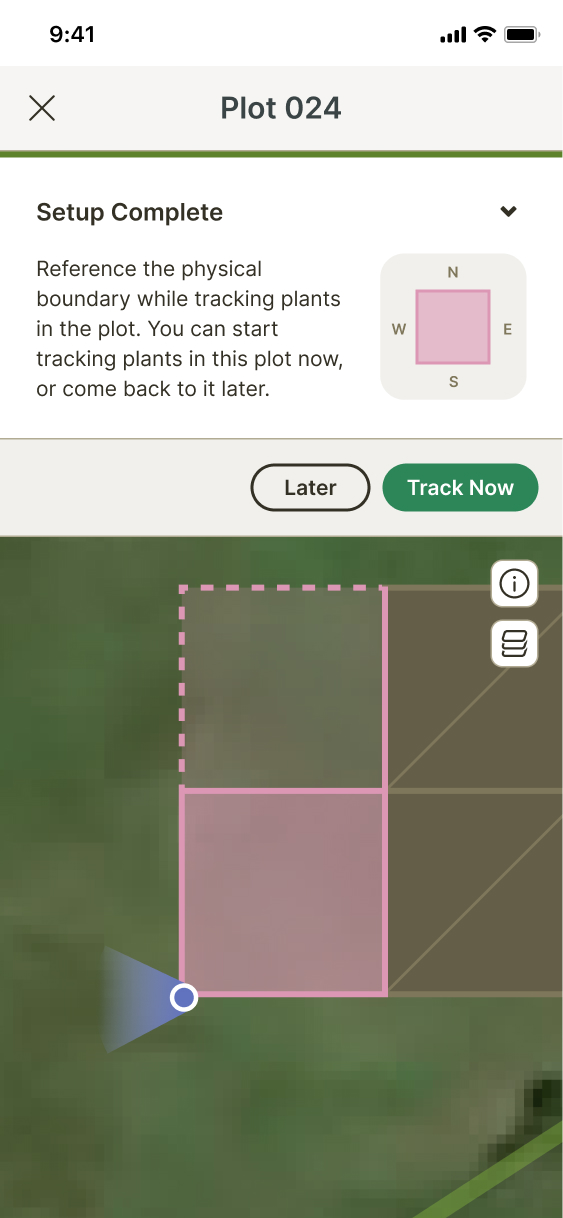 9:41
Plot 024
Setup Complete
Reference the physical
boundary while tracking plants
in the plot. You can start
tracking plants in this plot now,
or come back to it later.
N
W E
S
Later
Track Now